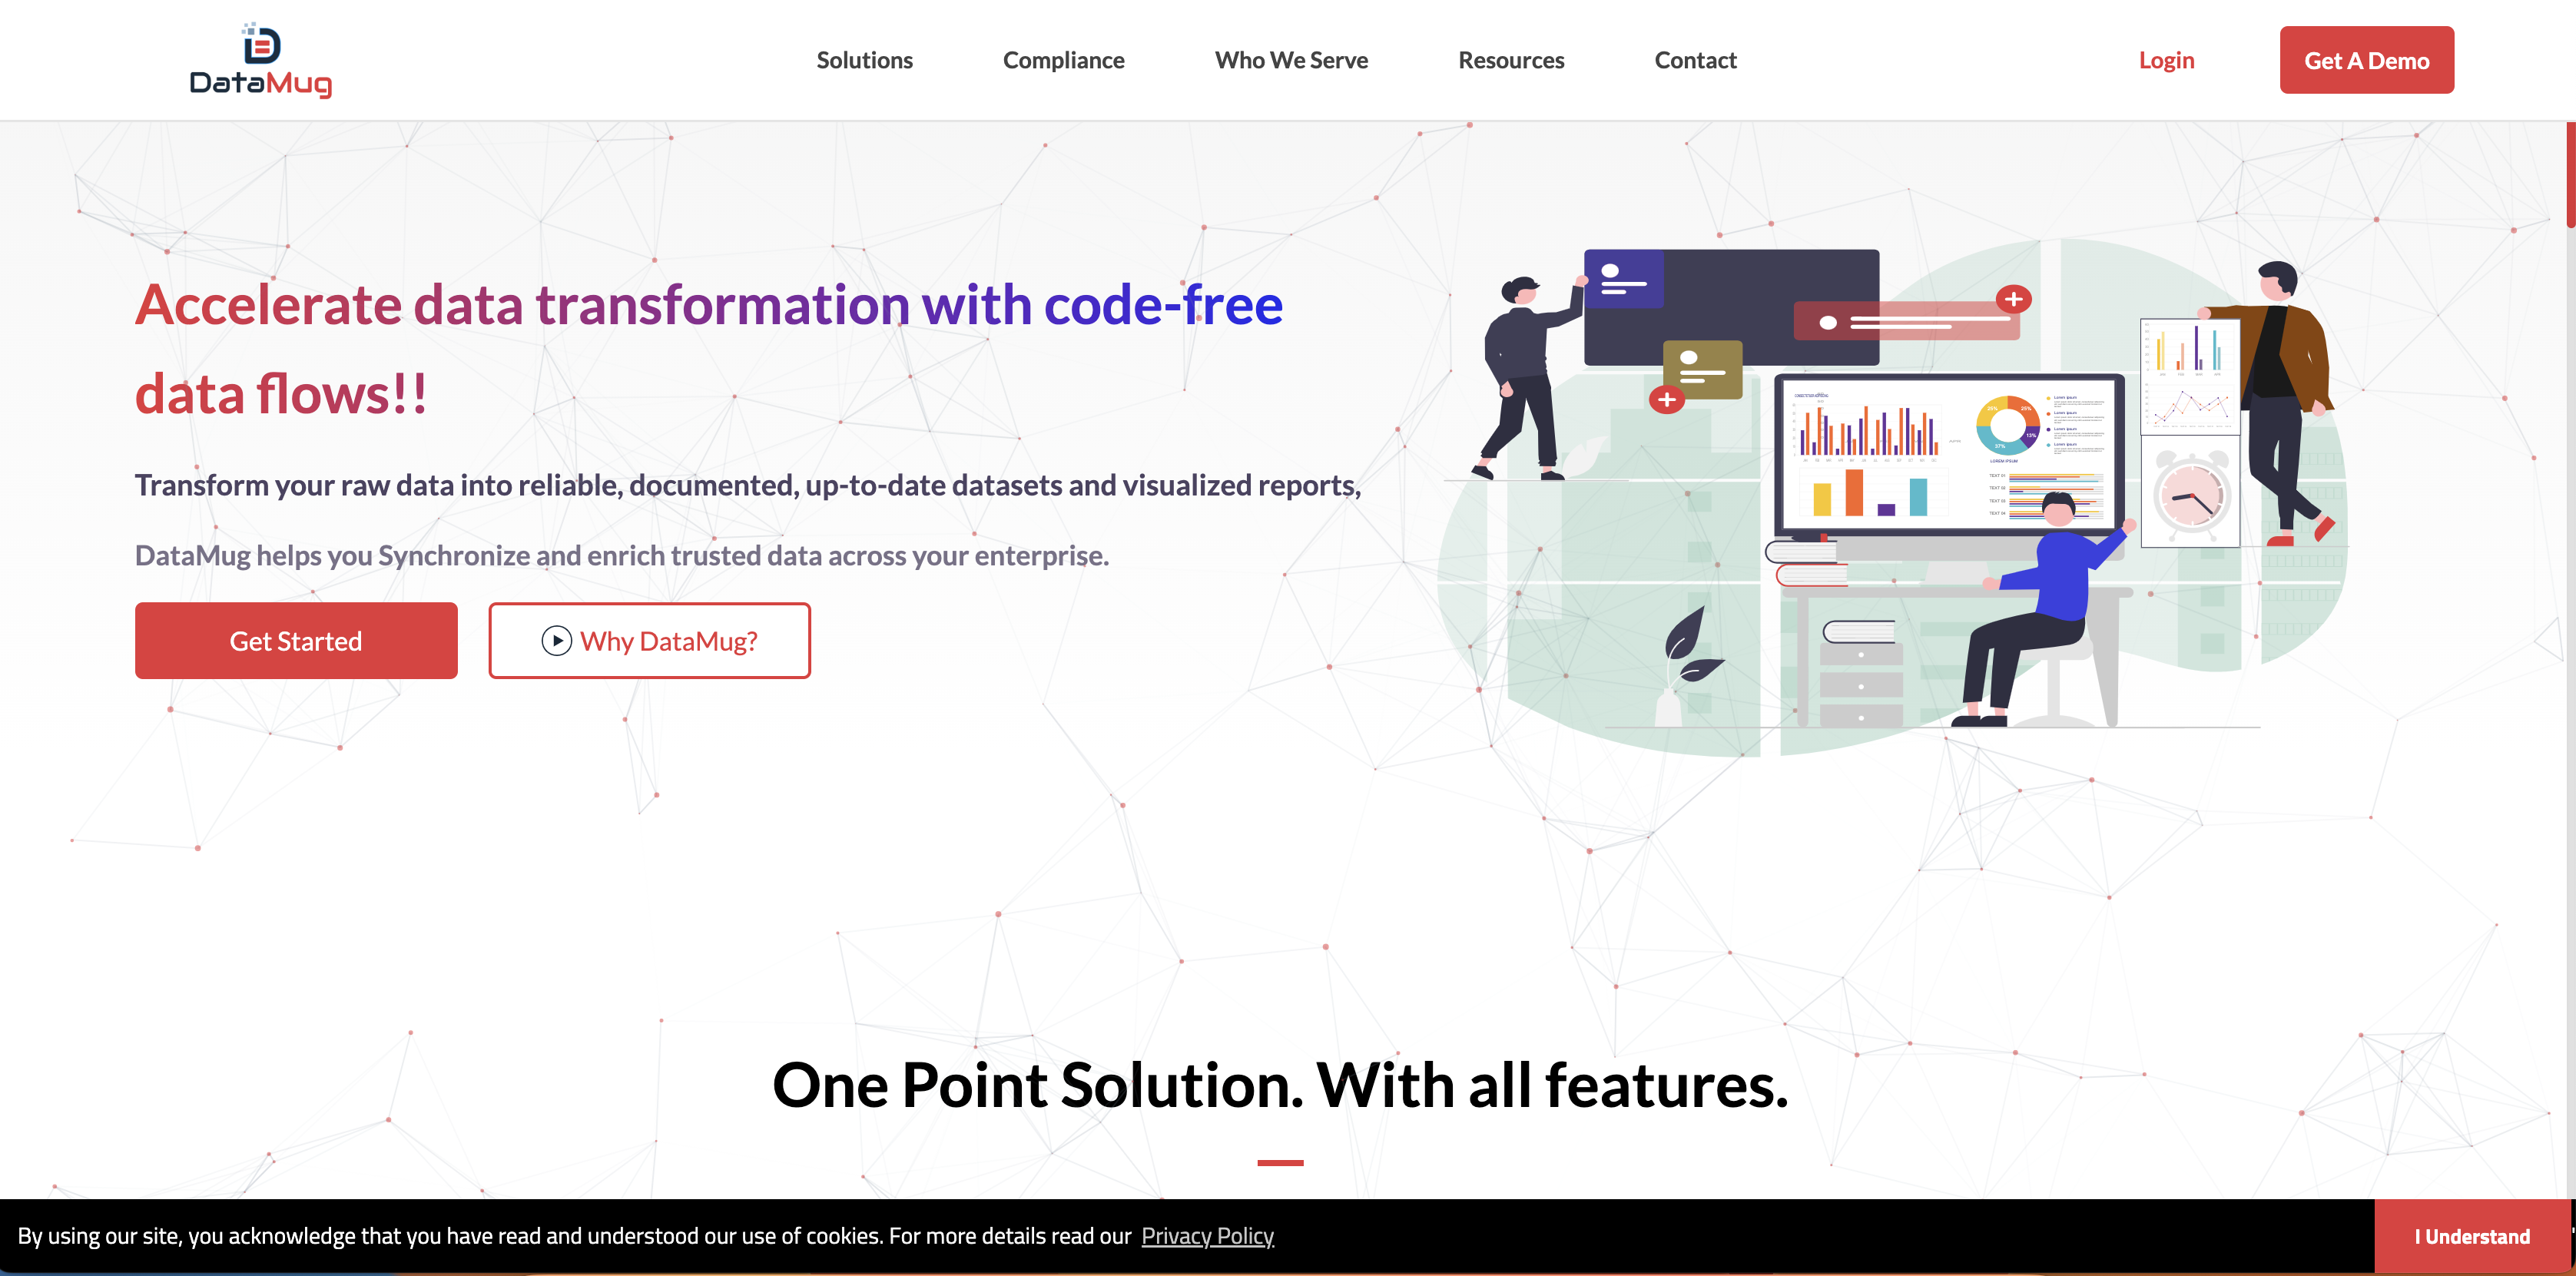 DataMug
Solutions
Compliance
Who We Serve
Resources
Contact
Login
Get A Demo
Accelerate data transformation with code-free
data flows!!
Transform your raw data into reliable, documented, up-to-date datasets and visualized reports,
DataMug helps you Synchronize and enrich trusted data across your enterprise.
Get Started
Why DataMug?
One Point Solution. With all features.
By using our site, you acknowledge that you have read and understood our use of cookies. For more details read our Privacy Policy
I Understand